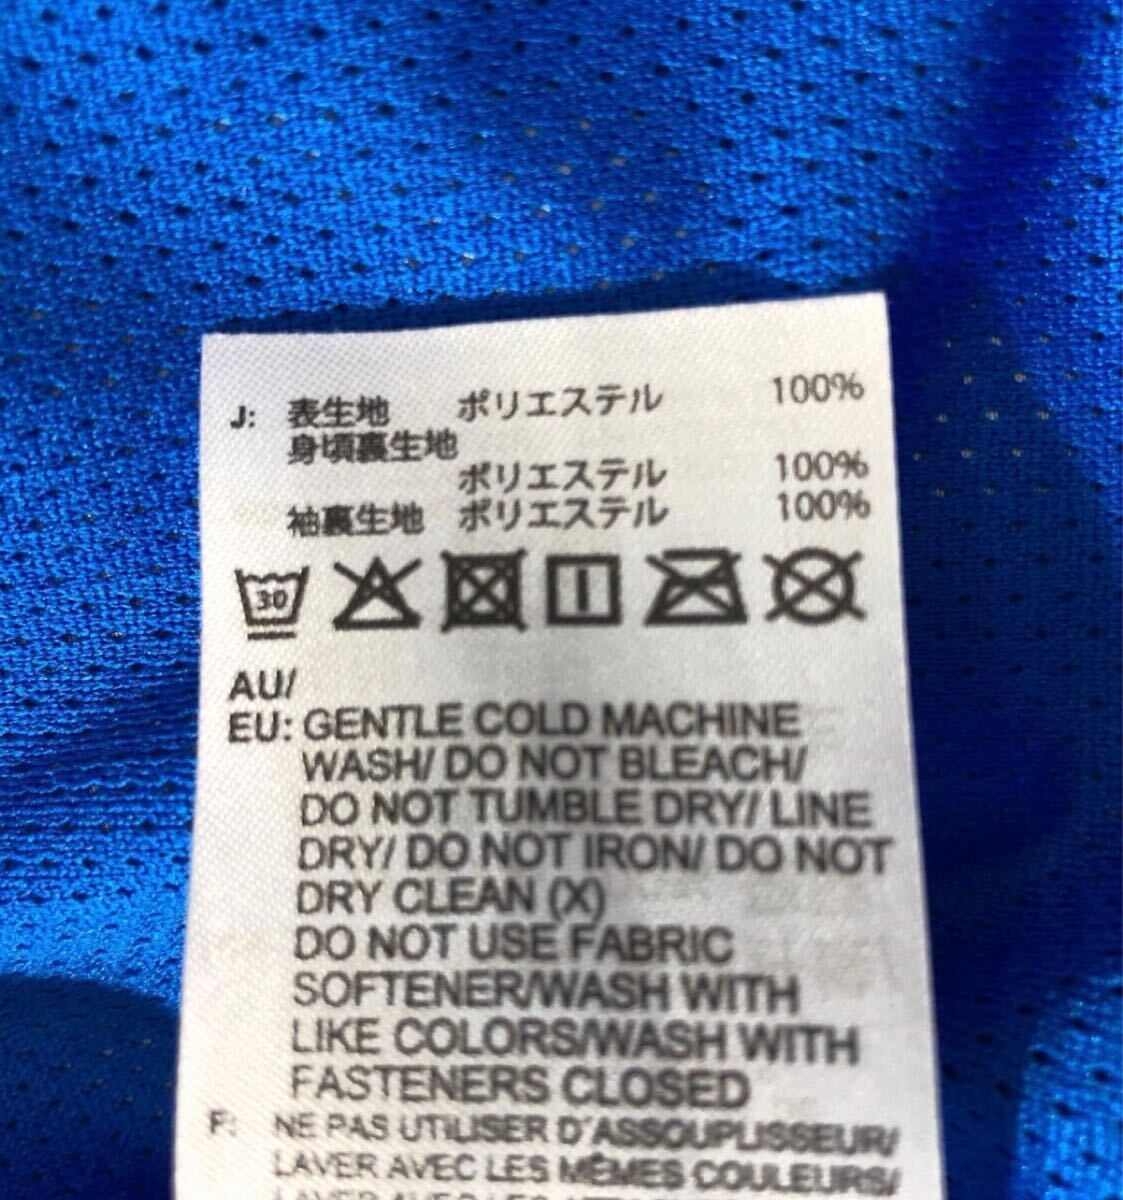 J: 表生地 ポリエステル 100%
身頃裏生地
ポリエステル 100%
袖裏生地 ポリエステル 100%
30
AU/
EU: GENTLE COLD MACHINE
WASH/ DO NOT BLEACH/
DO NOT TUMBLE DRY/ LINE
DRY/ DO NOT IRON/ DO NOT
DRY CLEAN (X)
DO NOT USE FABRIC
SOFTENER/WASH WITH
LIKE COLORS/WASH WITH
FASTENERS CLOSED
F: NE PAS UTILISER D'ASSOUPLISSEUR/
LAVER AVEC LES MÊMES COULEURS/
LAVER AVEC LES